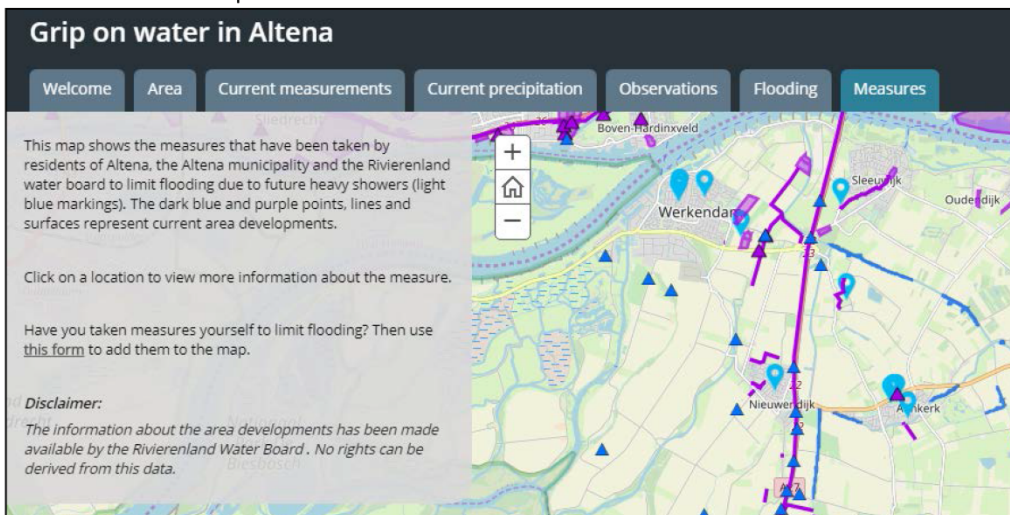 Grip on water in Altena
Welcome
Area
Current measurements
Current precipitation
Observations
Flooding
Measures
This map shows the measures that have been taken by
residents of Altena, the Altena municipality and the Rivierenland
water board to limit flooding due to future heavy showers (light
blue markings). The dark blue and purple points, lines and
surfaces represent current area developments.
Click on a location to view more information about the measure.
Have you taken measures yourself to limit flooding? Then use
this form to add them to the map.
Disclaimer:
The information about the area developments has been made
available by the Rivierenland Water Board . No rights can be
derived from this data.
Sliedrecht
Boven-Hardinxveld
Sleeuwijk
Oudendijk
Werkendam
23
22
Nieuwendijk
Biesbosch